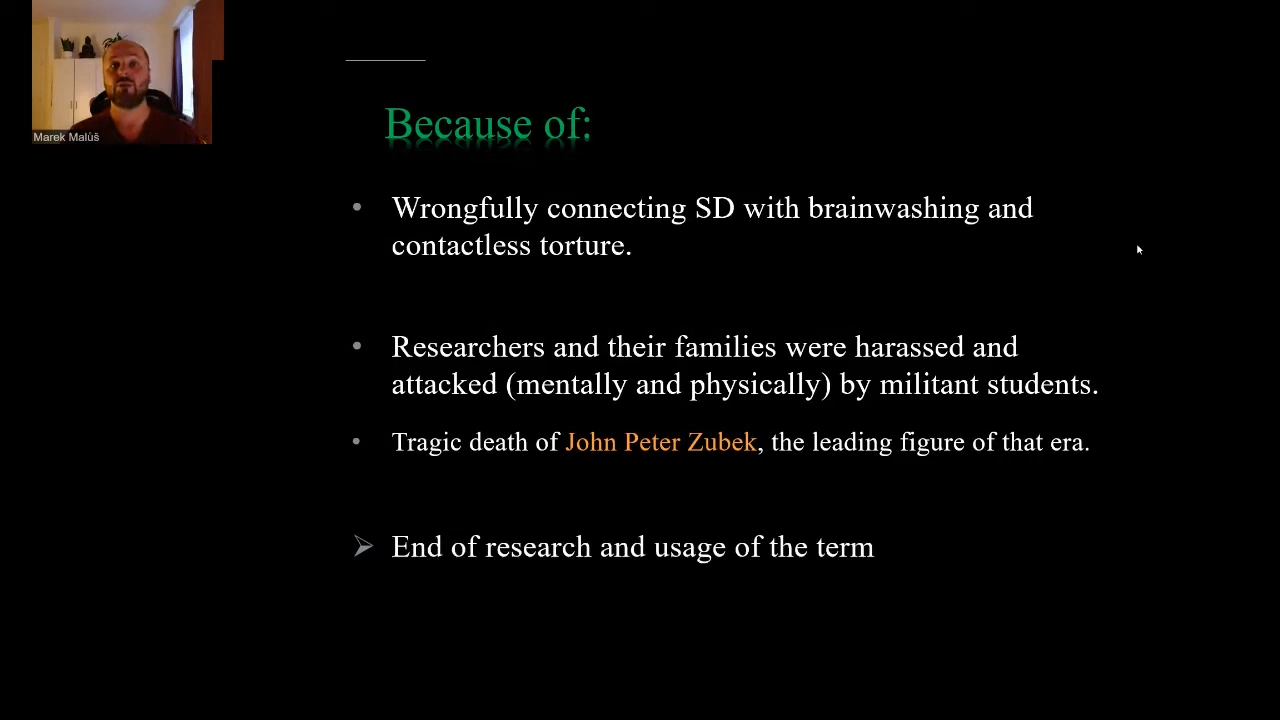 Marek Malůš
Because of:
• Wrongfully connecting SD with brainwashing and
contactless torture.
• Researchers and their families were harassed and
attacked (mentally and physically) by militant students.
• Tragic death of John Peter Zubek, the leading figure of that era.
➢ End of research and usage of the term